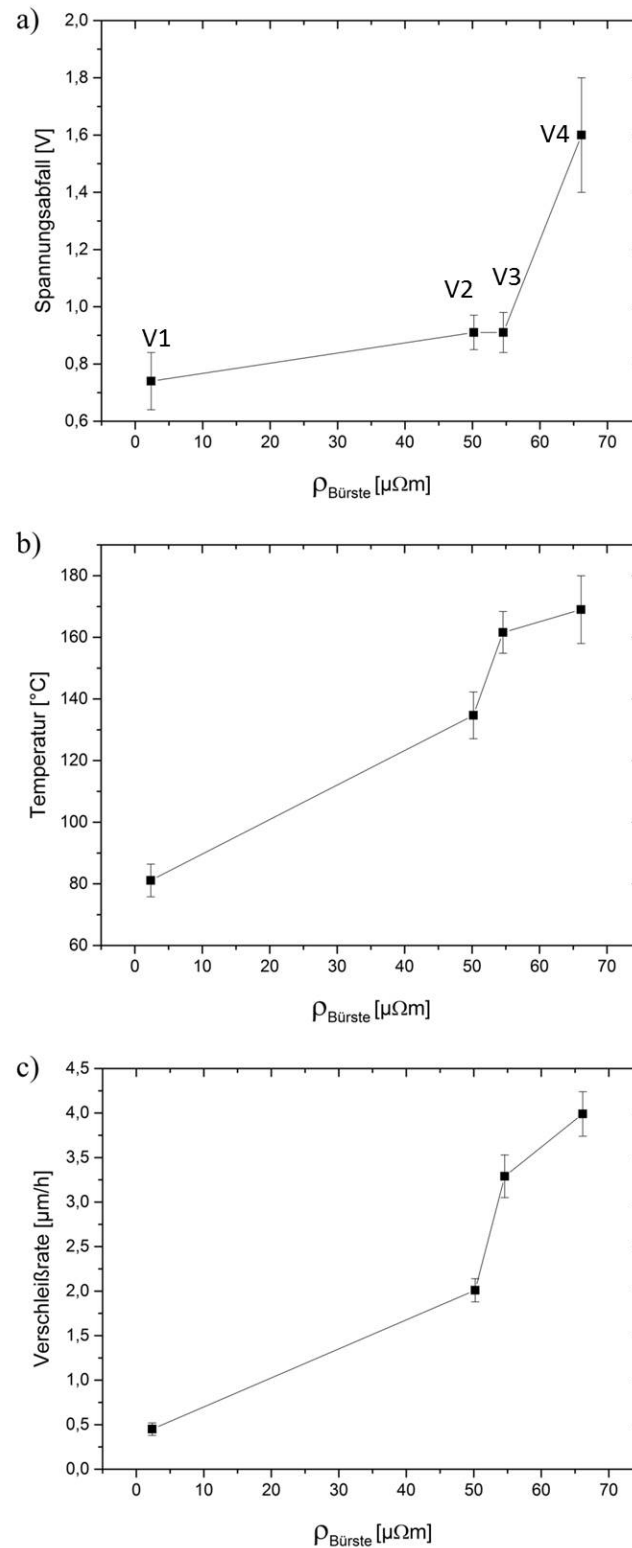 a)
2,0
1,8
1,6
1,4
1,2
1,0
0,8
0,6
Spannungsabfall [V]
V1
V2
V3
V4
0 10 20 30 40 50 60 70
ρBürste [µΩm]
b)
180
160
140
120
100
80
60
Temperatur [°C]
0 10 20 30 40 50 60 70
ρBürste [µΩm]
c)
4,5
4,0
3,5
3,0
2,5
2,0
1,5
1,0
0,5
0,0
Verschleißrate [µm/h]
0 10 20 30 40 50 60 70
ρBürste [µΩm]